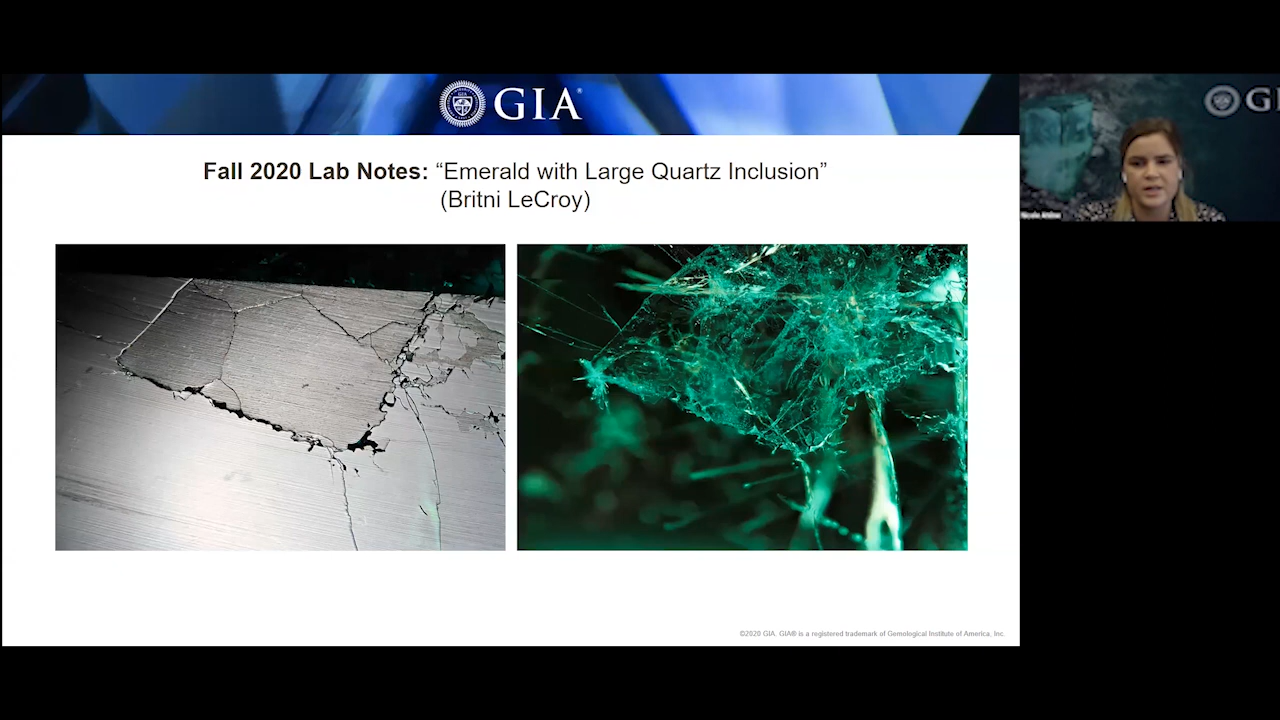 GIA®
Fall 2020 Lab Notes: “Emerald with Large Quartz Inclusion”
(Britni LeCroy)
©2020 GIA. GIA® is a registered trademark of Gemological Institute of America, Inc.